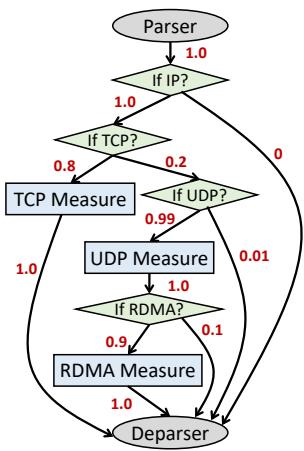 Parser
1.0
If IP?
1.0
0
If TCP?
0.8
0.2
TCP Measure
If UDP?
0.99
1.0
0.01
UDP Measure
1.0
If RDMA?
0.9
0.1
RDMA Measure
1.0
Deparser